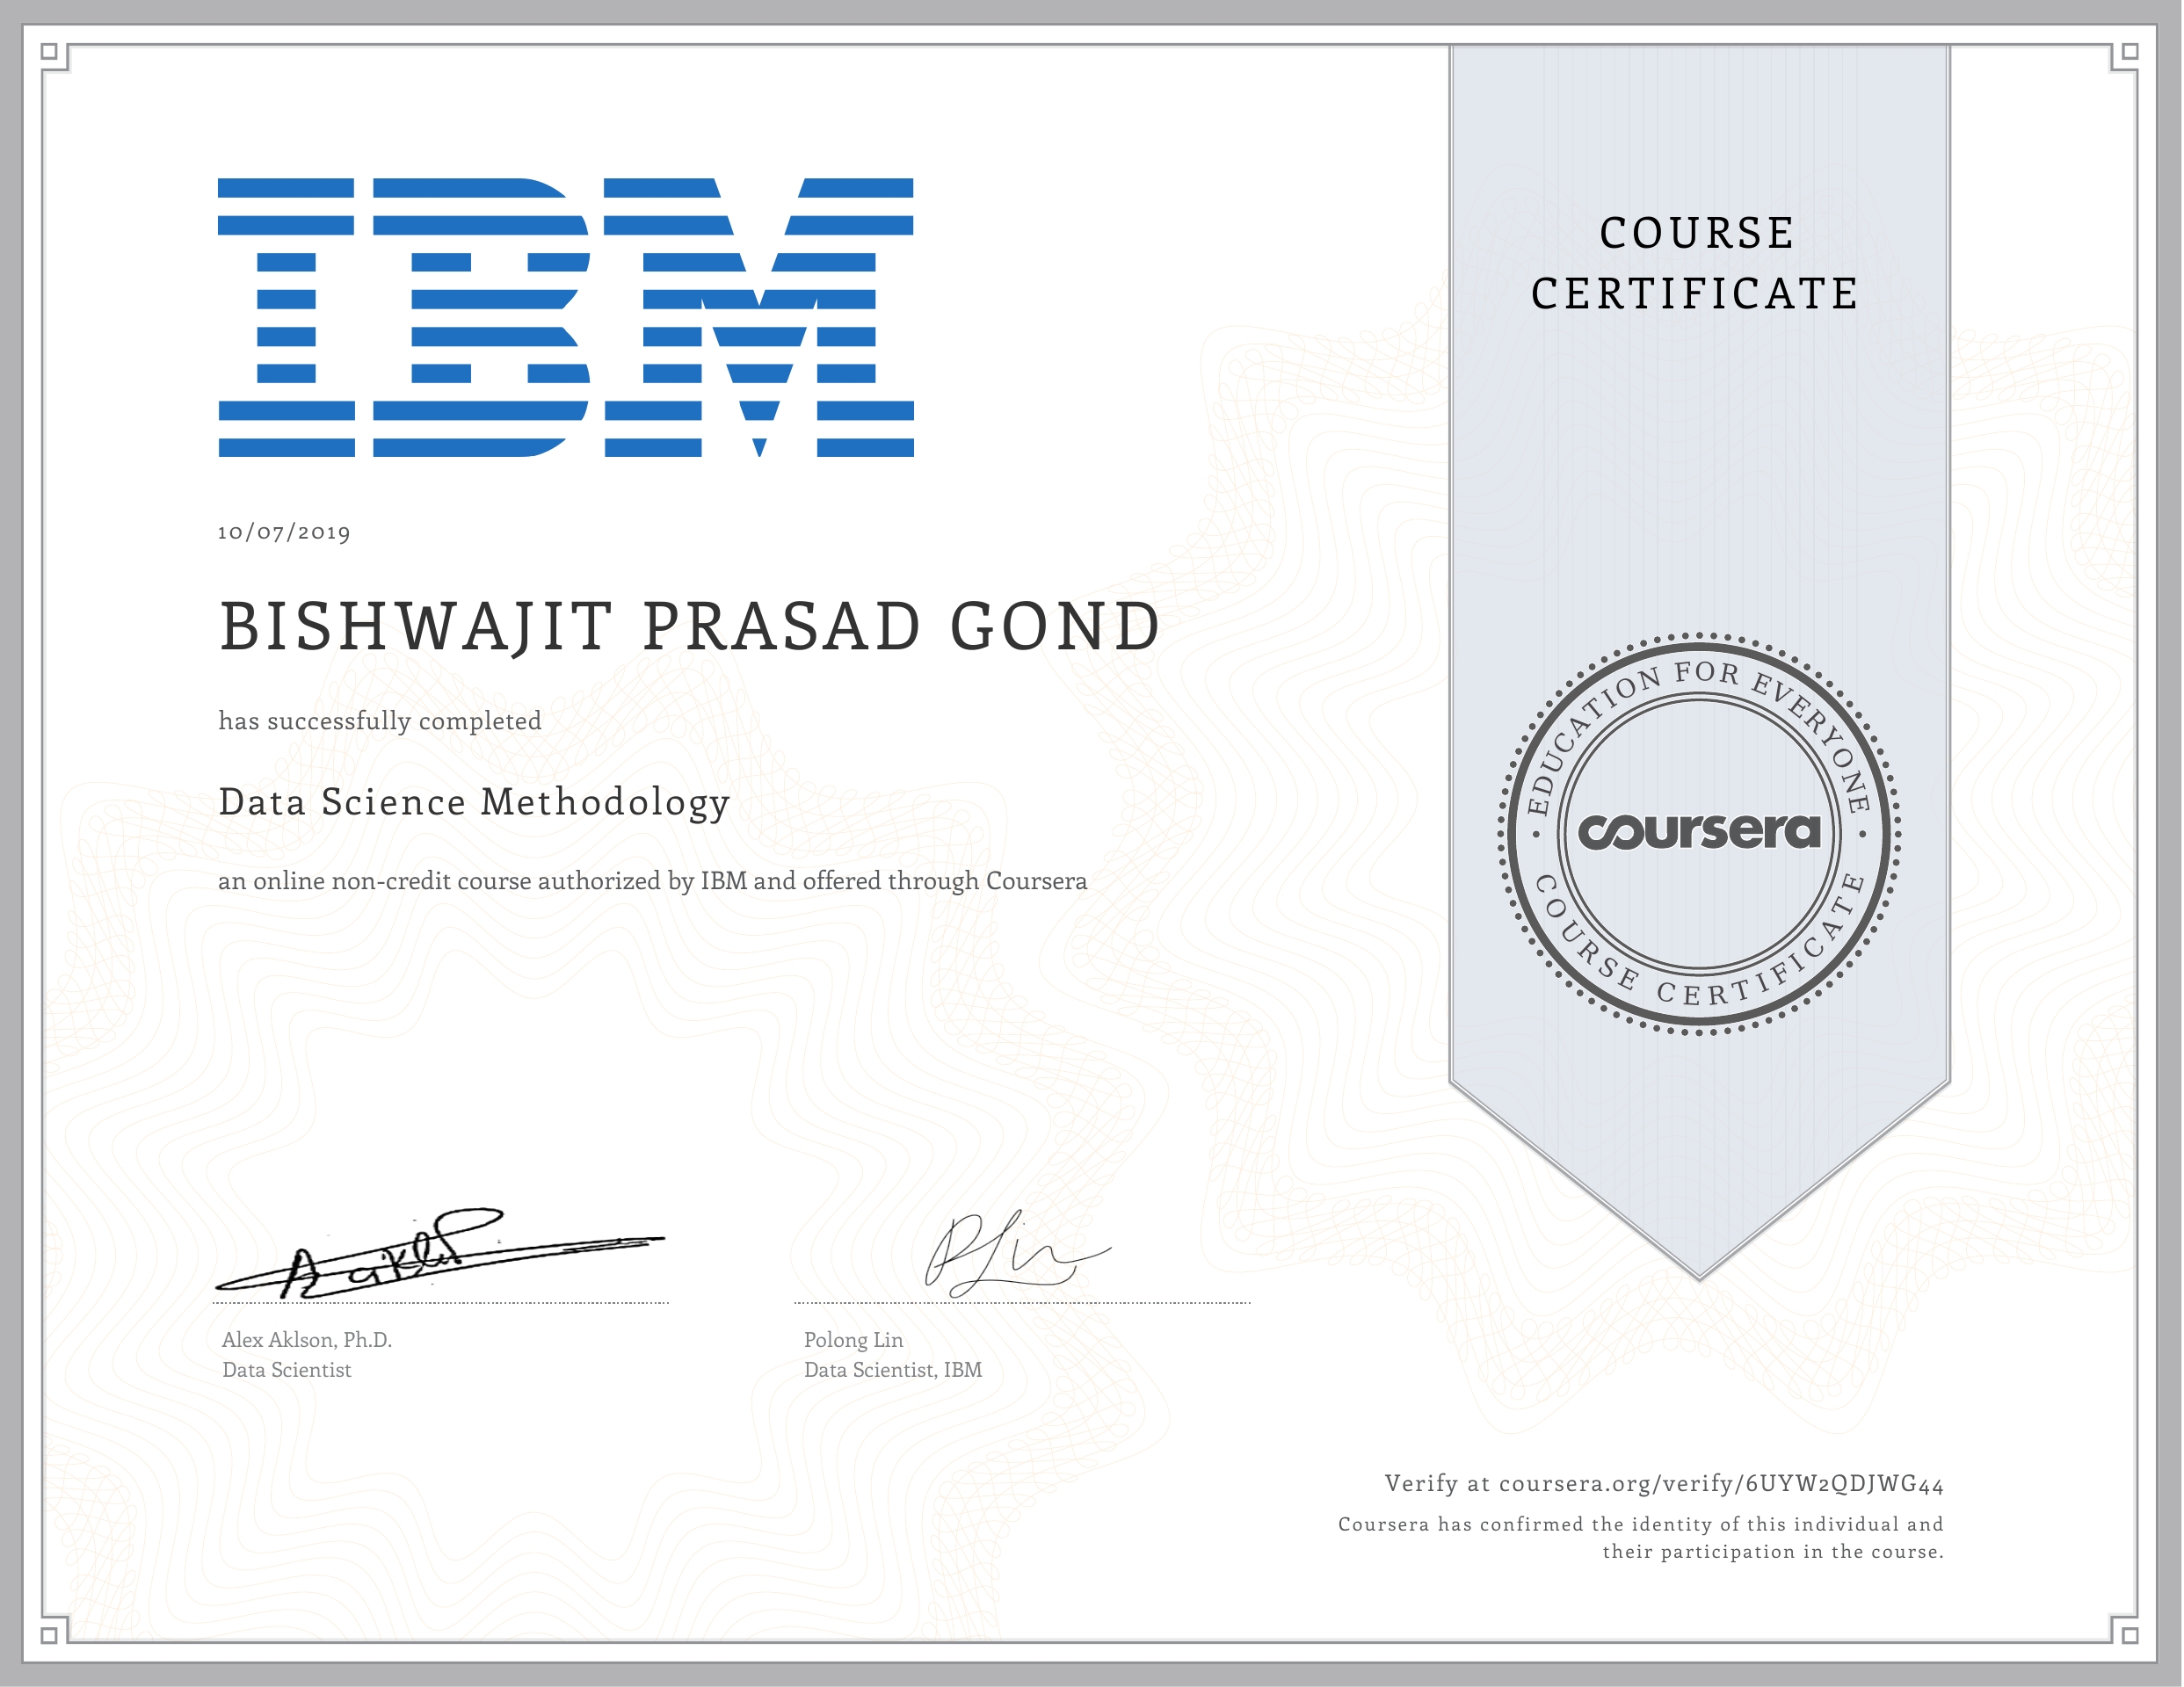 IBM
COURSE
CERTIFICATE
10/07/2019
BISHWAJIT PRASAD GOND
has successfully completed
Data Science Methodology
an online non-credit course authorized by IBM and offered through Coursera
EDUCATION FOR EVERYONE
coursera
COURSE CERTIFICATE
Alex Aklson, Ph.D.
Data Scientist
Polong Lin
Data Scientist, IBM
Verify at coursera.org/verify/6UYW2QDJWG44
Coursera has confirmed the identity of this individual and
their participation in the course.